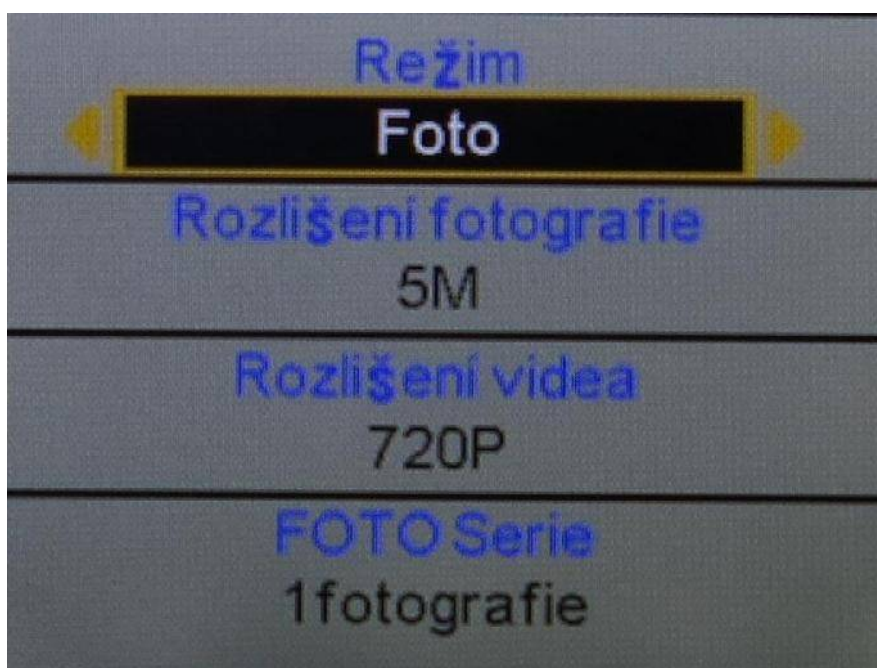 Režim
Foto
Rozlišení fotografie
5M
Rozlišení videa
720P
FOTO Serie
1fotografie